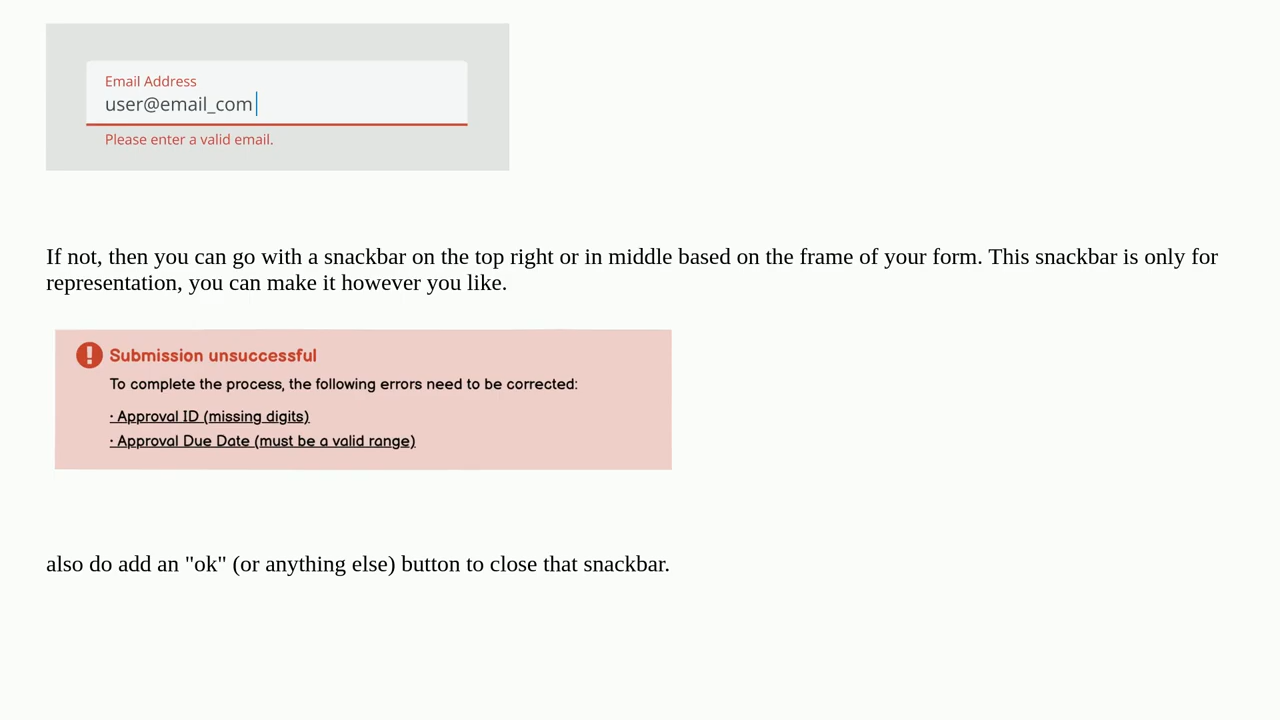 Email Address
user@email_com
Please enter a valid email.
If not, then you can go with a snackbar on the top right or in middle based on the frame of your form. This snackbar is only for
representation, you can make it however you like.
Submission unsuccessful
To complete the process, the following errors need to be corrected:
· Approval ID (missing digits)
· Approval Due Date (must be a valid range)
also do add an "ok" (or anything else) button to close that snackbar.